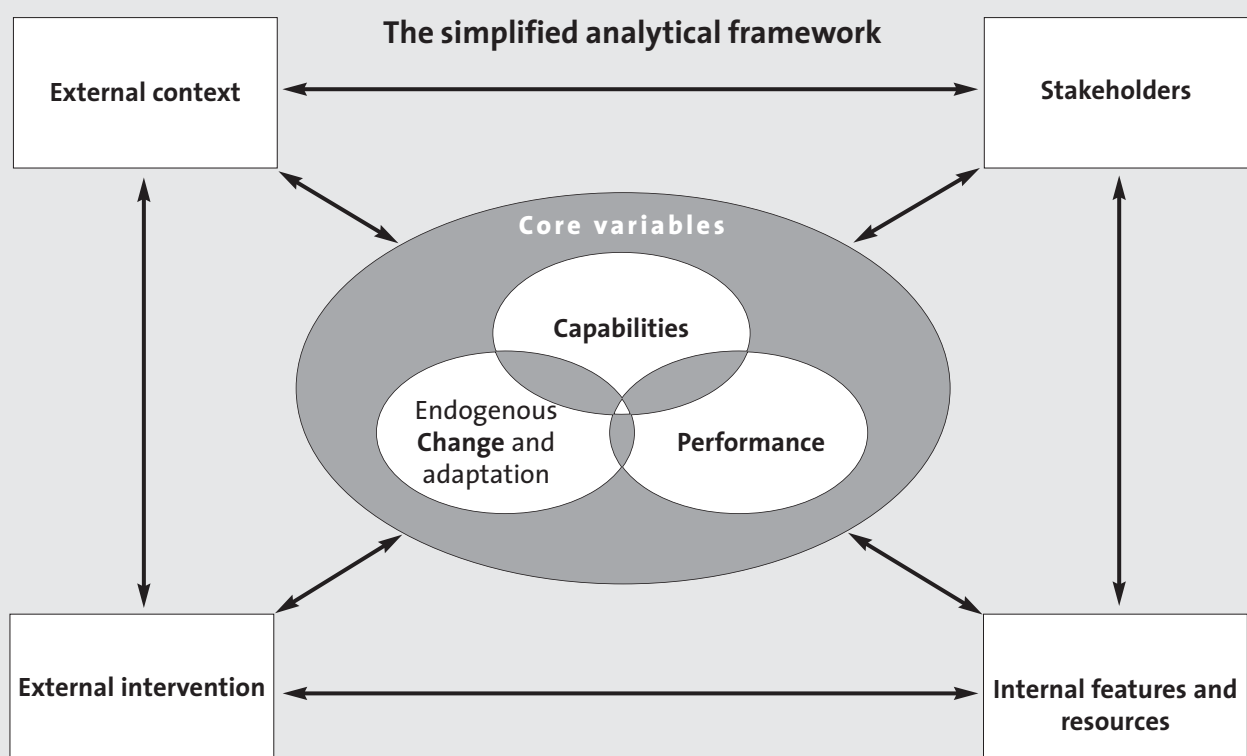 The simplified analytical framework
External context
Stakeholders
Core variables
Capabilities
Endogenous
Change and
adaptation
Performance
External intervention
Internal features and
resources